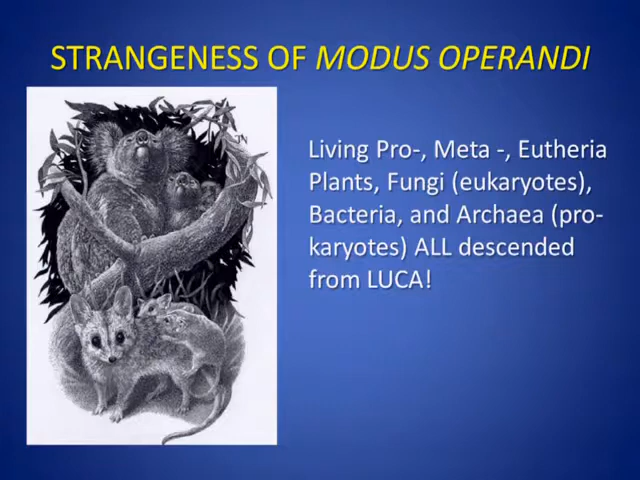 STRANGENESS OF MODUS OPERANDI
Living Pro-, Meta -, Eutheria
Plants, Fungi (eukaryotes),
Bacteria, and Archaea (pro-
karyotes) ALL descended
from LUCA!